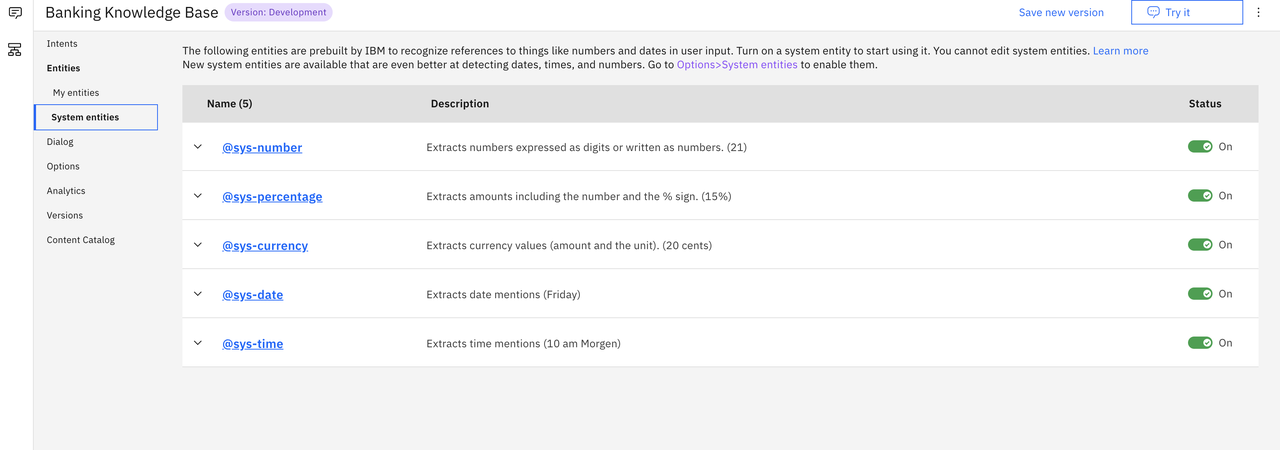 Banking Knowledge Base Version: Development Save new version Try it
Intents
Entities
My entities
System entities
Dialog
Options
Analytics
Versions
Content Catalog
The following entities are prebuilt by IBM to recognize references to things like numbers and dates in user input. Turn on a system entity to start using it. You cannot edit system entities. Learn more
New system entities are available that are even better at detecting dates, times, and numbers. Go to Options>System entities to enable them.
Name (5) Description Status
@sys-number Extracts numbers expressed as digits or written as numbers. (21) On
@sys-percentage Extracts amounts including the number and the % sign. (15%) On
@sys-currency Extracts currency values (amount and the unit). (20 cents) On
@sys-date Extracts date mentions (Friday) On
@sys-time Extracts time mentions (10 am Morgen) On